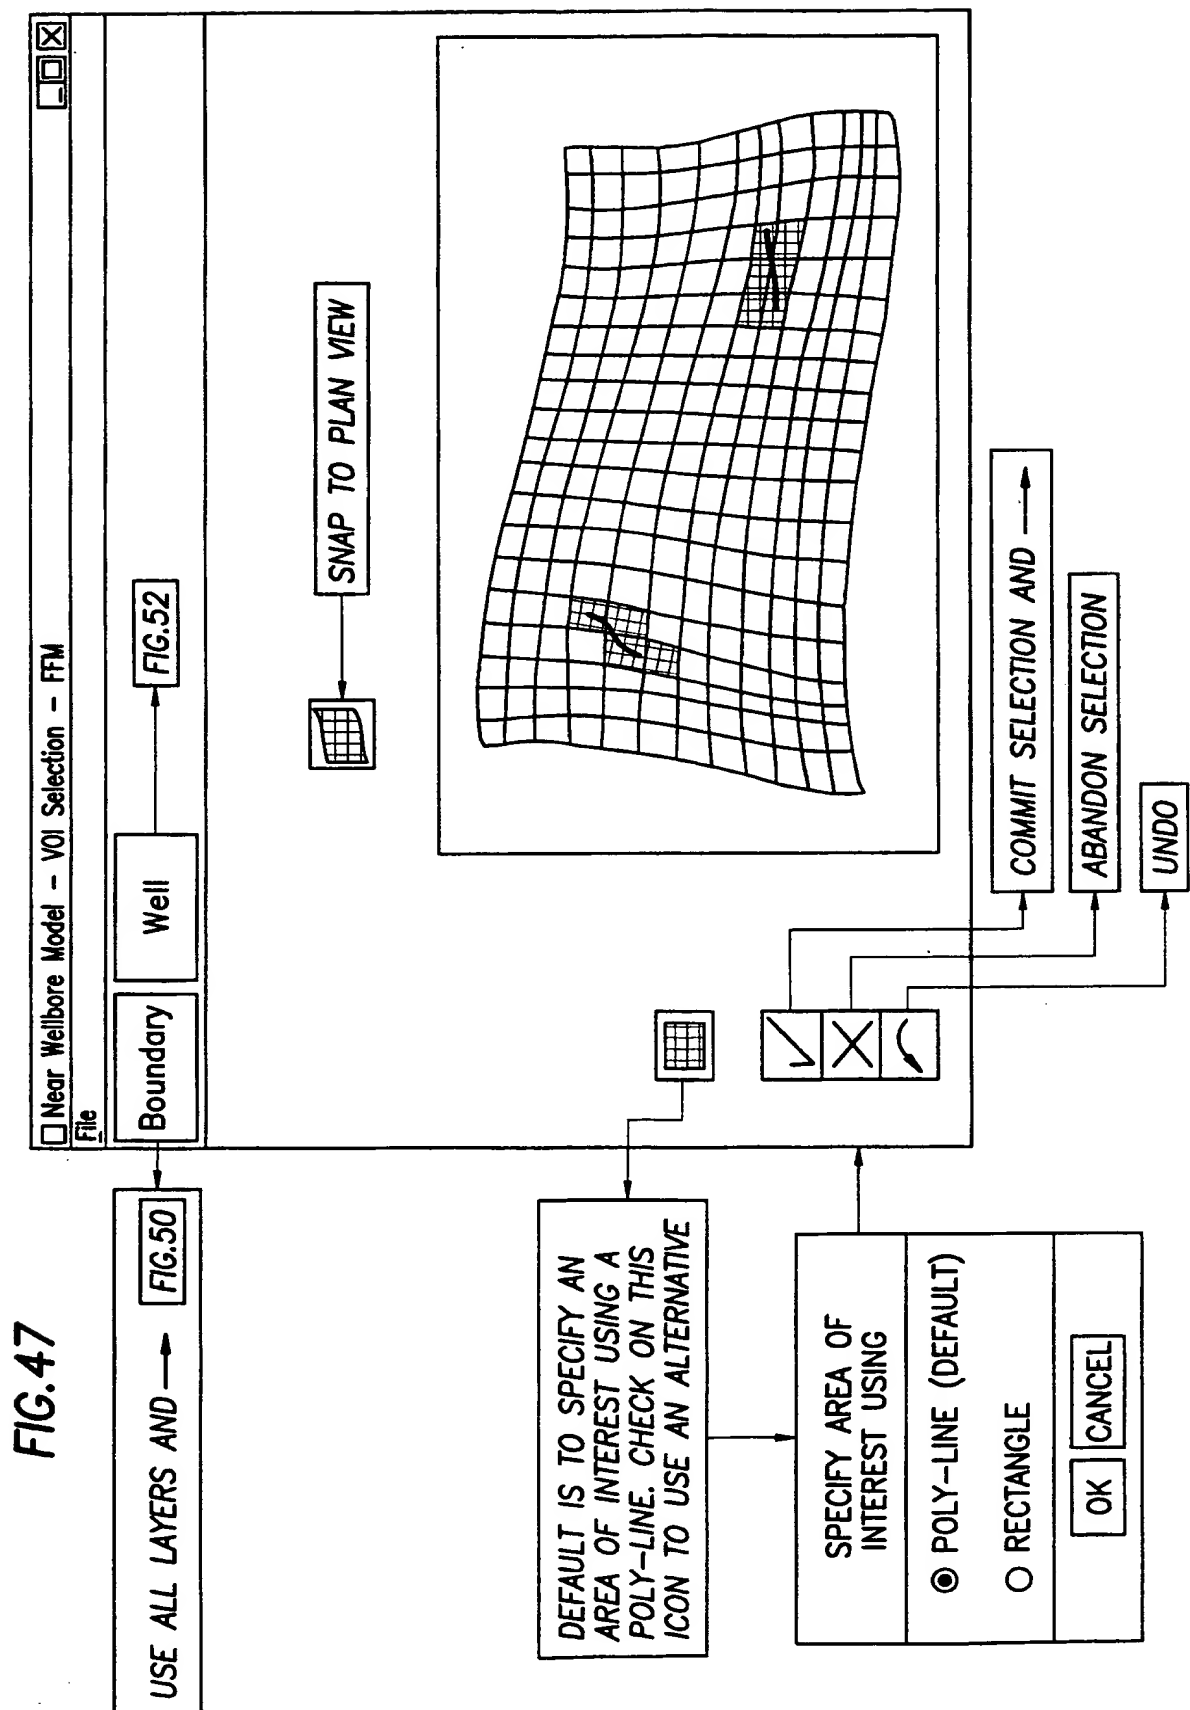 FIG.47
Near Wellbore Model - VOI Selection - FFM
File
Boundary
Well
FIG.52
USE ALL LAYERS AND
FIG.50
SNAP TO PLAN VIEW
DEFAULT IS TO SPECIFY AN
AREA OF INTEREST USING A
POLY-LINE. CHECK ON THIS
ICON TO USE AN ALTERNATIVE
SPECIFY AREA OF
INTEREST USING
POLY-LINE (DEFAULT)
RECTANGLE
OK
CANCEL
COMMIT SELECTION AND
ABANDON SELECTION
UNDO